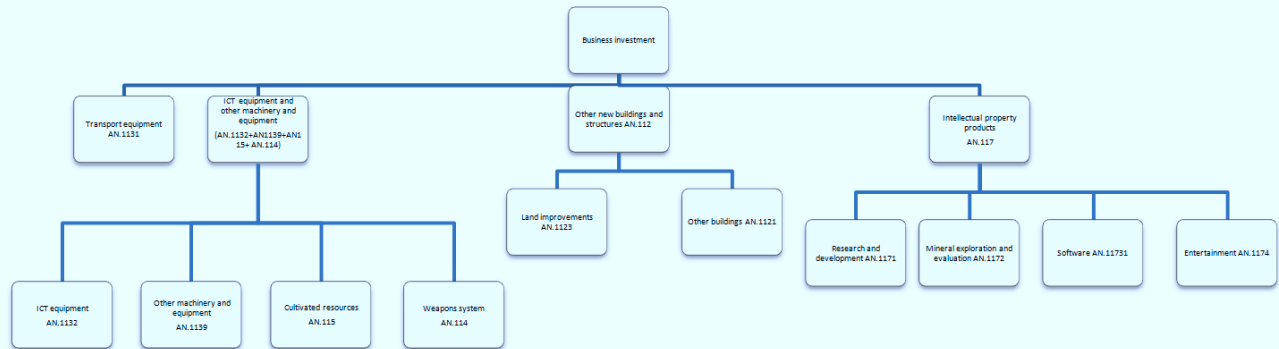 Business investment
Transport equipment
AN.1131
ICT equipment and
other machinery and
equipment
(AN.1132+AN1139+AN1
15+ AN.114)
Other new buildings and
structures AN.112
Intellectual property
products
AN.117
Land improvements
AN.1123
Other buildings AN.1121
Research and
development AN.1171
Mineral exploration and
evaluation AN.1172
Software AN.11731
Entertainment AN.1174
ICT equipment
AN.1132
Other machinery and
equipment
AN.1139
Cultivated resources
AN.115
Weapons system
AN.114